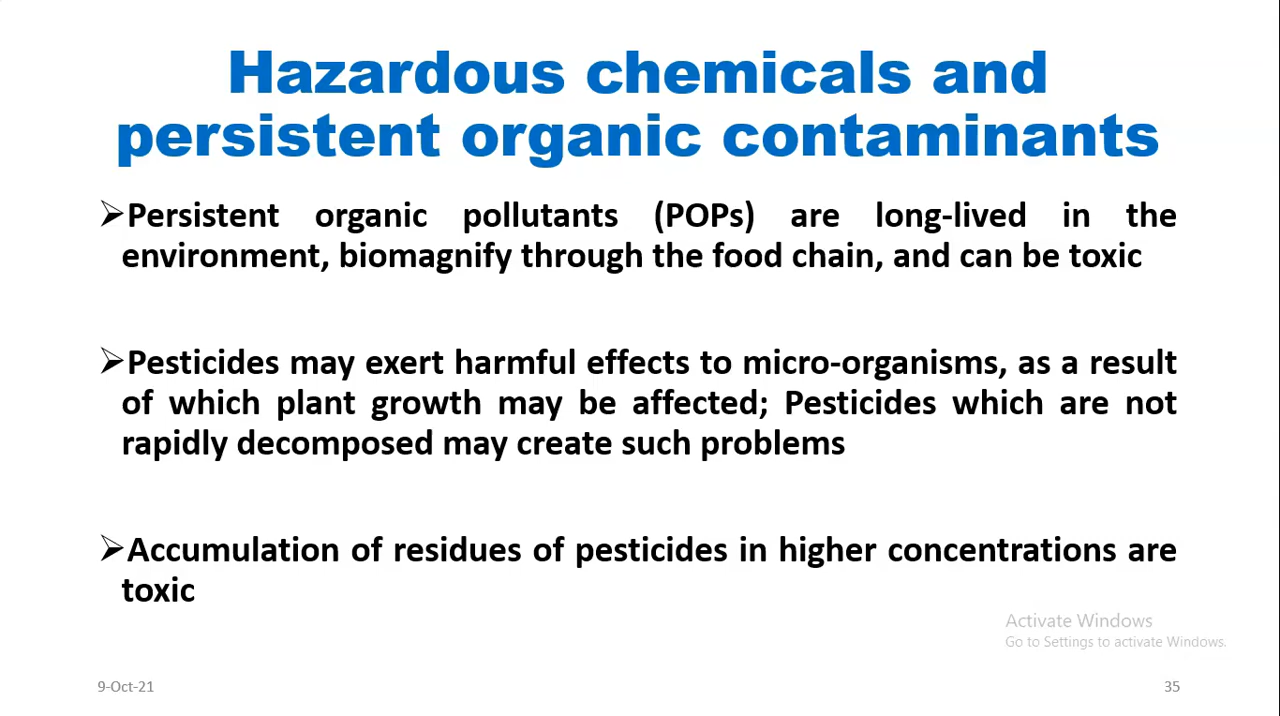 Hazardous chemicals and
persistent organic contaminants
➢Persistent organic pollutants (POPs) are long-lived in the
environment, biomagnify through the food chain, and can be toxic
➢Pesticides may exert harmful effects to micro-organisms, as a result
of which plant growth may be affected; Pesticides which are not
rapidly decomposed may create such problems
➢Accumulation of residues of pesticides in higher concentrations are
toxic
Activate Windows
Go to Settings to activate Windows.
9-Oct-21
35